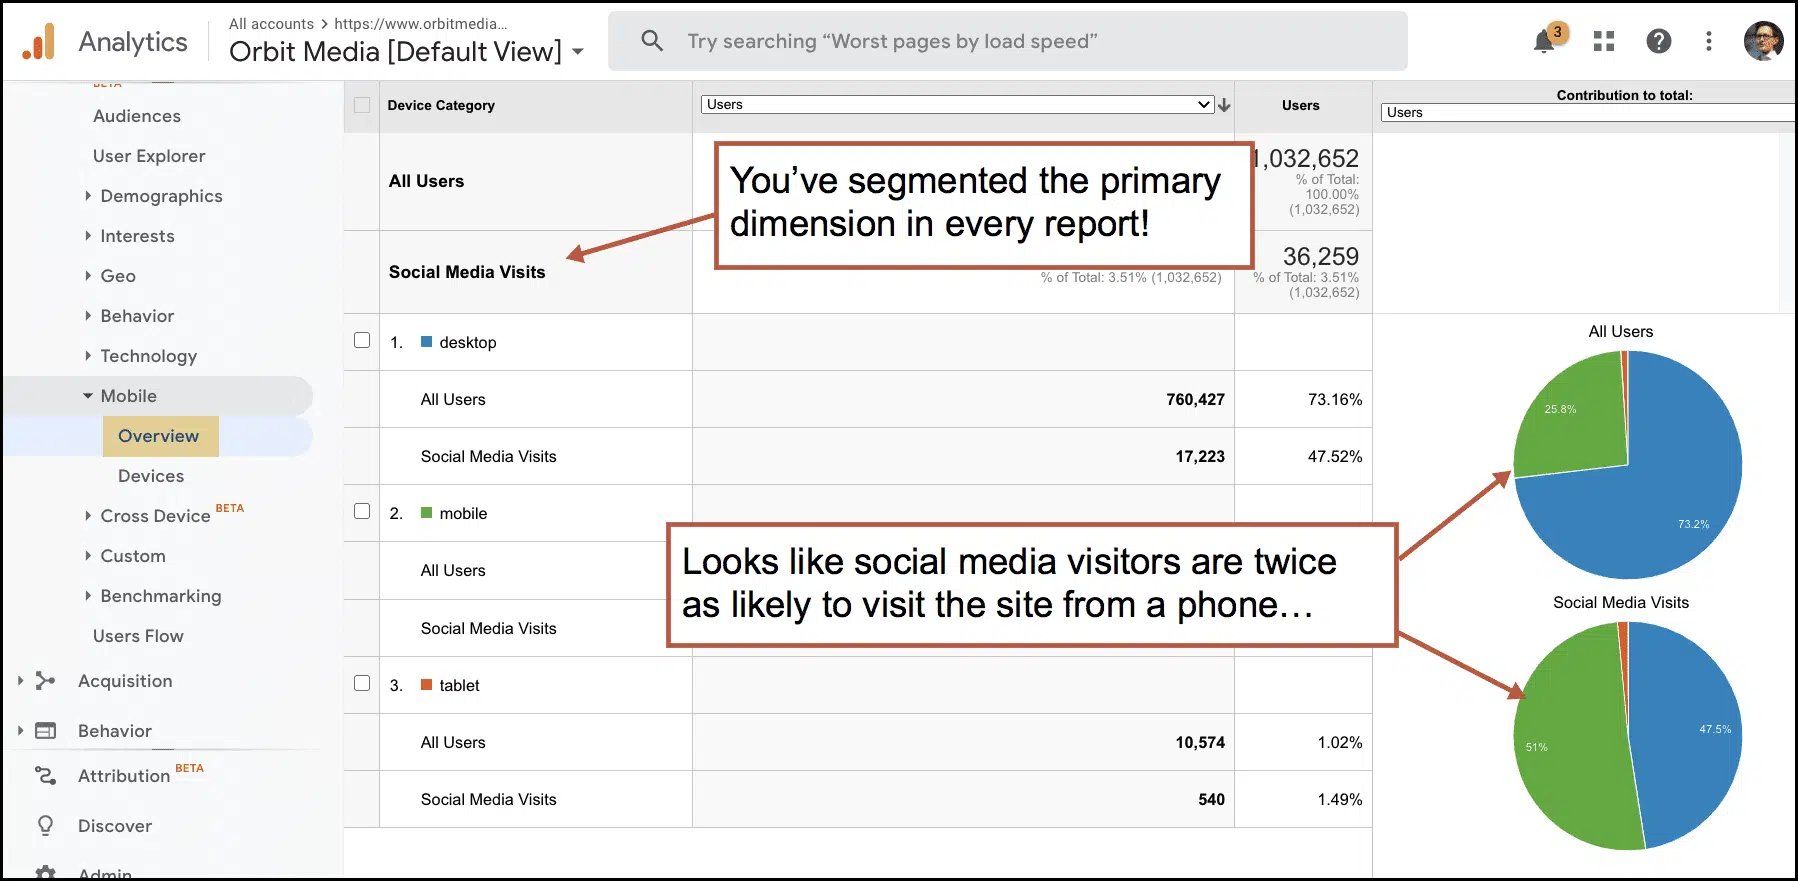 All accounts > https://www.orbitmedia...
Analytics
Orbit Media [Default View]
Try searching “Worst pages by load speed”
3
BETA
Audiences
User Explorer
Demographics
Interests
Geo
Behavior
Technology
Mobile
Overview
Devices
Cross Device BETA
Custom
Benchmarking
Users Flow
Acquisition
Behavior
Attribution BETA
Discover
Admin
Device Category
Users
Users
Contribution to total:
Users
All Users
1,032,652
% of Total:
100.00%
(1,032,652)
You’ve segmented the primary
dimension in every report!
Social Media Visits
% of Total: 3.51% (1,032,652)
36,259
% of Total: 3.51%
(1,032,652)
1. desktop
All Users 760,427 73.16%
Social Media Visits 17,223 47.52%
2. mobile
All Users
Social Media Visits
Looks like social media visitors are twice
as likely to visit the site from a phone…
3. tablet
All Users 10,574 1.02%
Social Media Visits 540 1.49%
All Users
25.8%
73.2%
Social Media Visits
47.5%
51%